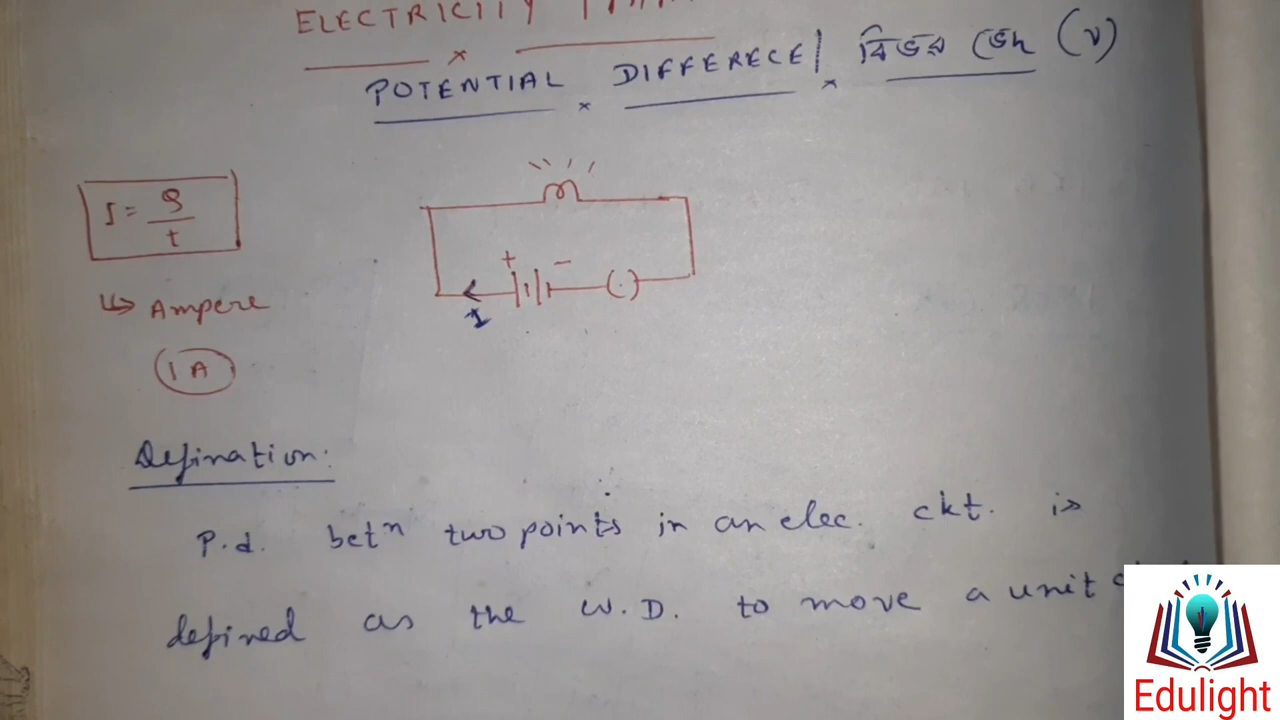 ELECTRICITY
POTENTIAL DIFFERECE/ বিভৱ ভেদ (V)
I = Q
t
↳ Ampere
1A
+ -
I
Defination:
P.d. betⁿ two points in an elec. ckt. is
defined as the W.D. to move a unit
Edulight